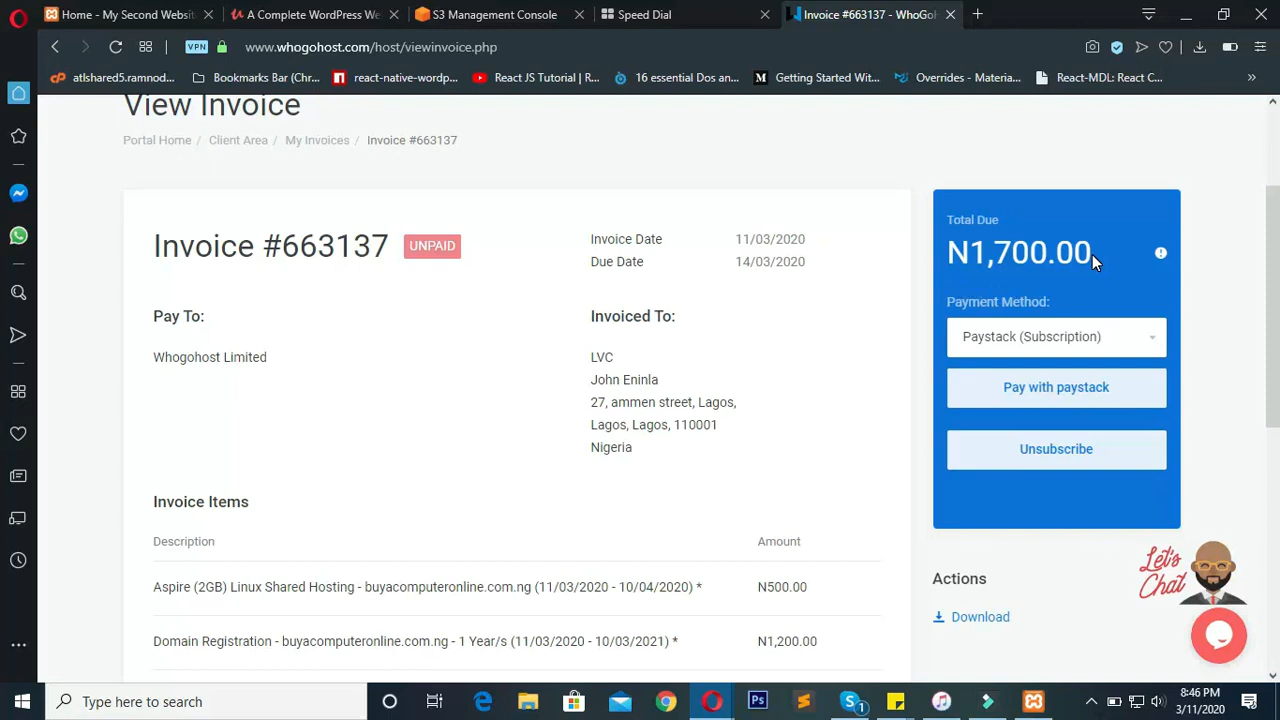 Home - My Second Websit
A Complete WordPress We
S3 Management Console
Speed Dial
Invoice #663137 - WhoGoH
VPN
www.whogohost.com/host/viewinvoice.php
atlshared5.ramnod...
Bookmarks Bar (Chr...
react-native-wordp...
React JS Tutorial | R...
16 essential Dos an...
Getting Started Wit...
Overrides - Materia...
React-MDL: React C...
View Invoice
Portal Home / Client Area / My Invoices / Invoice #663137
Invoice #663137 UNPAID
Invoice Date 11/03/2020
Due Date 14/03/2020
Pay To:
Whogohost Limited
Invoiced To:
LVC
John Eninla
27, ammen street, Lagos,
Lagos, Lagos, 110001
Nigeria
Invoice Items
Description Amount
Aspire (2GB) Linux Shared Hosting - buyacomputeronline.com.ng (11/03/2020 - 10/04/2020) * N500.00
Domain Registration - buyacomputeronline.com.ng - 1 Year/s (11/03/2020 - 10/03/2021) * N1,200.00
Total Due
N1,700.00
Payment Method:
Paystack (Subscription)
Pay with paystack
Unsubscribe
Actions
Download
Let's
Chat
Type here to search
Ps
1
8:46 PM
3/11/2020